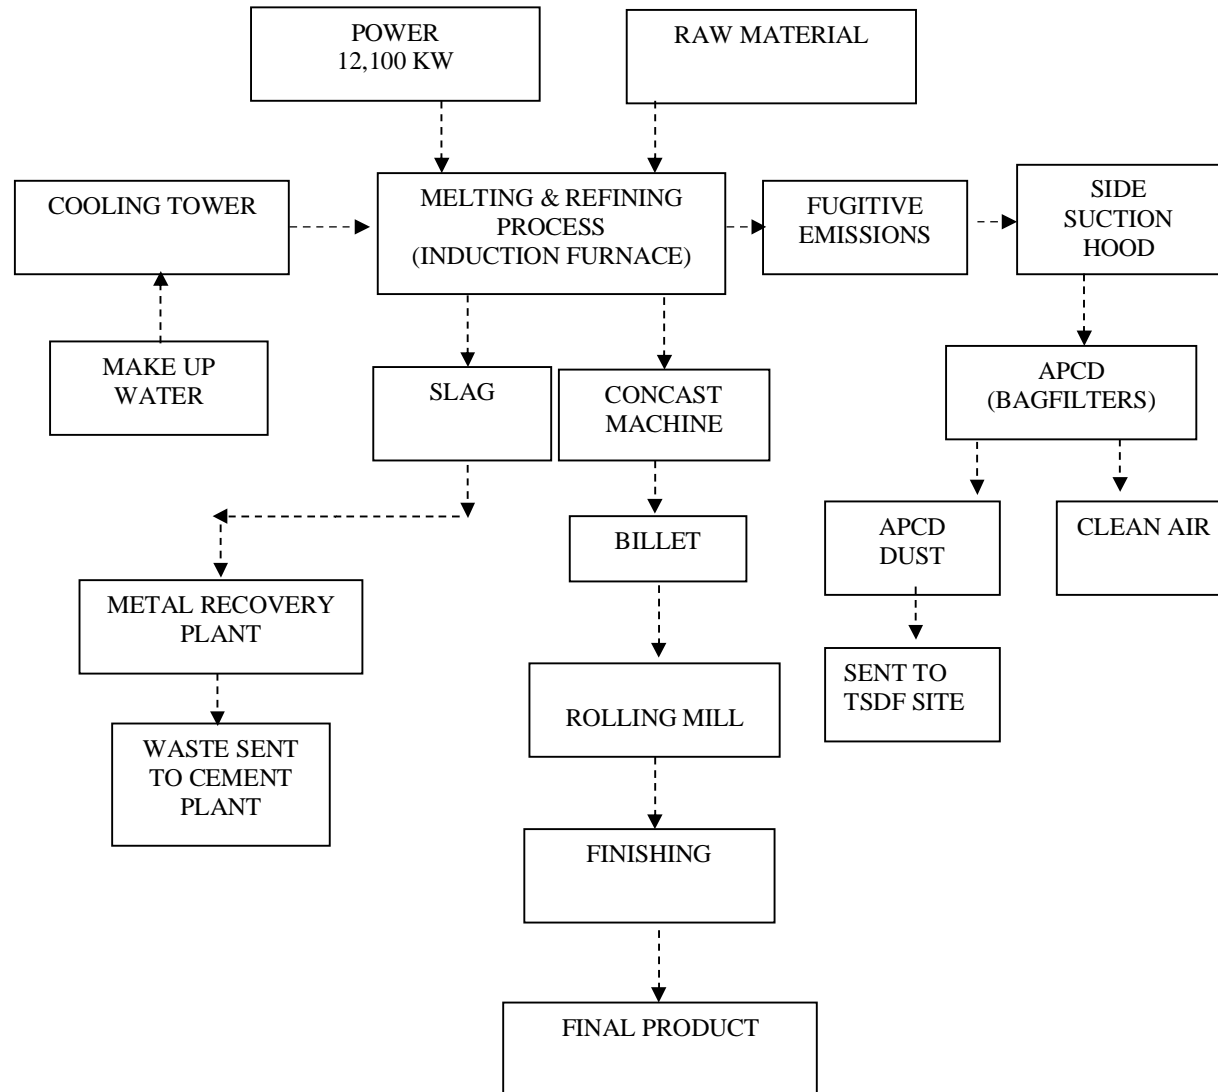 POWER
12,100 KW
RAW MATERIAL
COOLING TOWER
MELTING & REFINING
PROCESS
(INDUCTION FURNACE)
FUGITIVE
EMISSIONS
SIDE
SUCTION
HOOD
MAKE UP
WATER
SLAG
CONCAST
MACHINE
APCD
(BAGFILTERS)
BILLET
APCD
DUST
CLEAN AIR
METAL RECOVERY
PLANT
SENT TO
TSDF SITE
ROLLING MILL
WASTE SENT
TO CEMENT
PLANT
FINISHING
FINAL PRODUCT